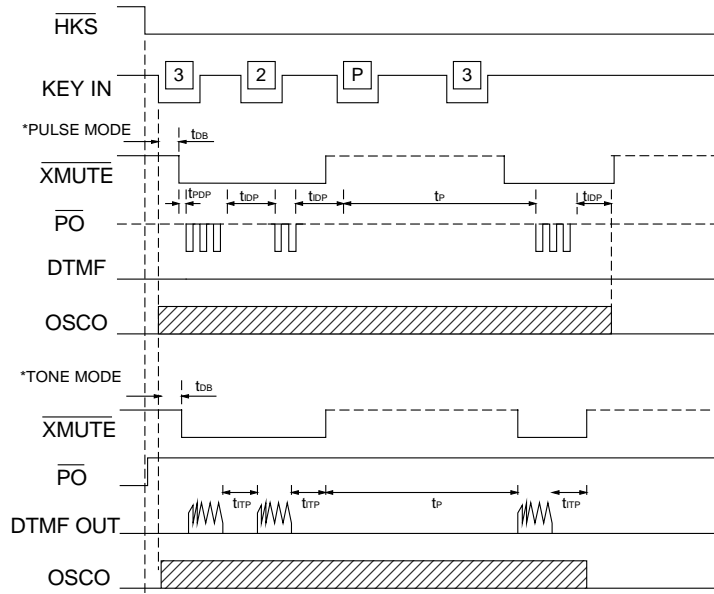 HKS
KEY IN 3 2 P 3
*PULSE MODE tDB
XMUTE
tPDP tIDP tIDP tP tIDP
PO
DTMF
OSCO
*TONE MODE tDB
XMUTE
PO
tITP tITP tP tITP
DTMF OUT
OSCO